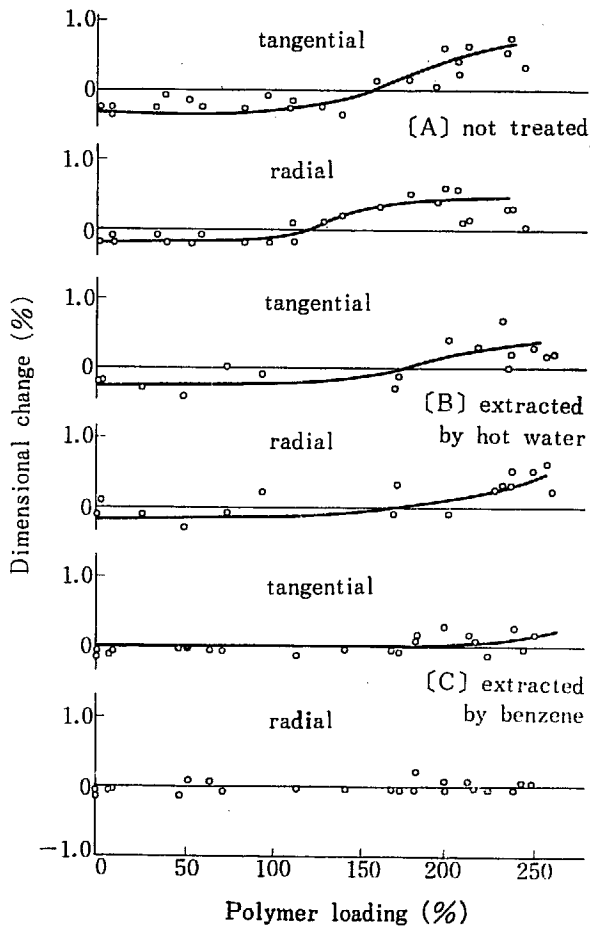 1.0
tangential
0
[A] not treated
1.0
radial
0
1.0
tangential
0
[B] extracted
by hot water
1.0
radial
0
1.0
tangential
0
[C] extracted
by benzene
1.0
radial
0
−1.0
0 50 100 150 200 250
Polymer loading (%)
Dimensional change (%)